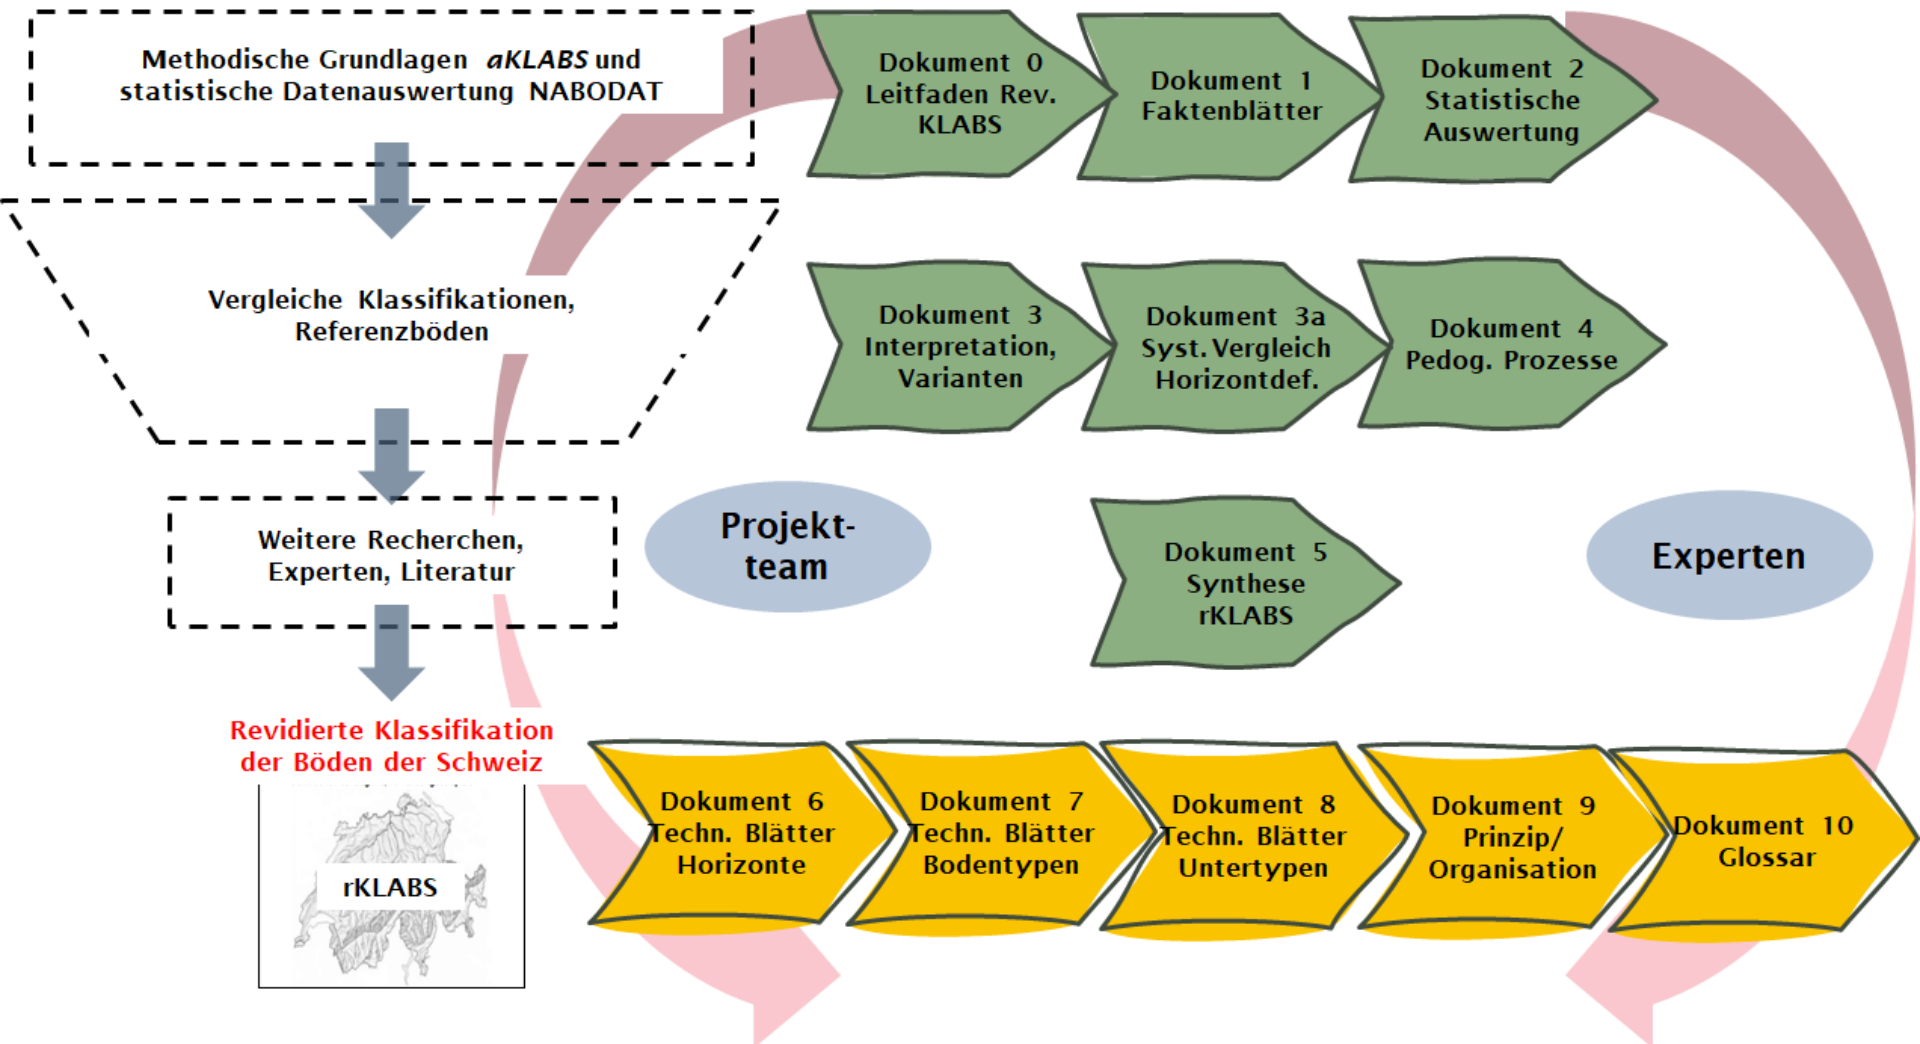 Methodische Grundlagen aKLABS und
statistische Datenauswertung NABODAT
Vergleiche Klassifikationen,
Referenzböden
Weitere Recherchen,
Experten, Literatur
Revidierte Klassifikation
der Böden der Schweiz
rKLABS
Dokument 0
Leitfaden Rev.
KLABS
Dokument 1
Faktenblätter
Dokument 2
Statistische
Auswertung
Dokument 3
Interpretation,
Varianten
Dokument 3a
Syst. Vergleich
Horizontdef.
Dokument 4
Pedog. Prozesse
Projekt-
team
Dokument 5
Synthese
rKLABS
Experten
Dokument 6
Techn. Blätter
Horizonte
Dokument 7
Techn. Blätter
Bodentypen
Dokument 8
Techn. Blätter
Untertypen
Dokument 9
Prinzip/
Organisation
Dokument 10
Glossar